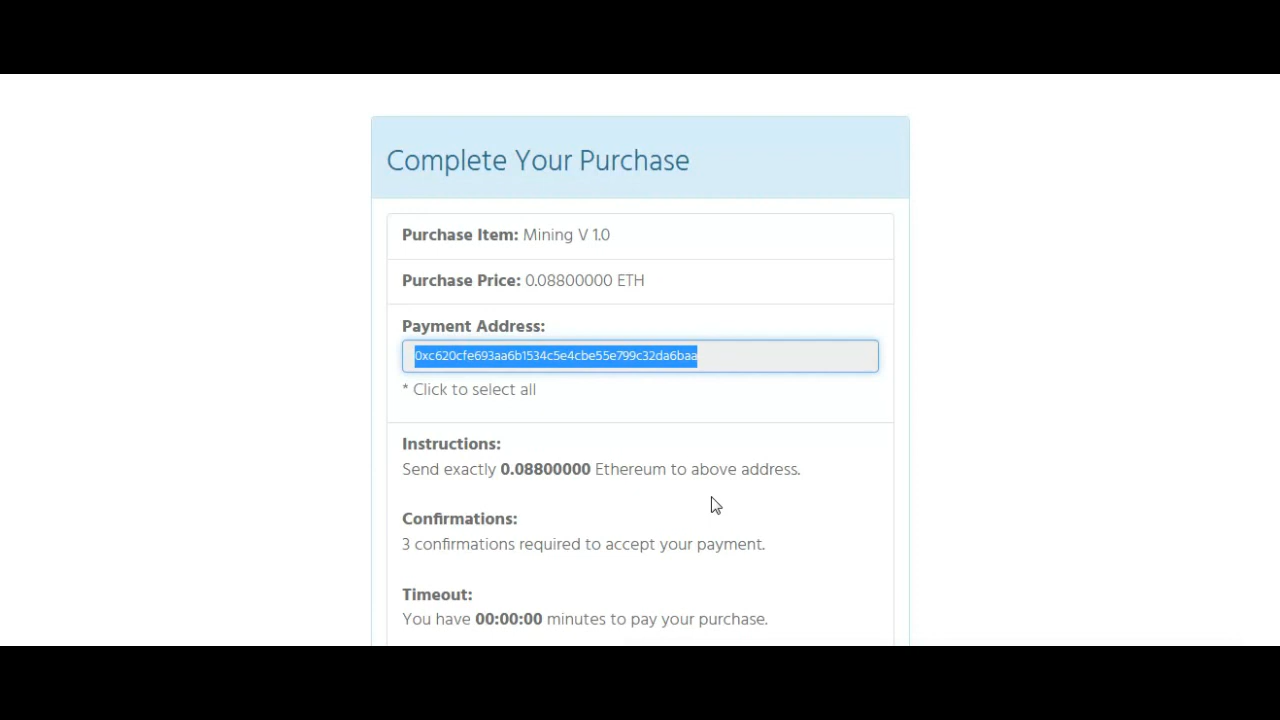 Complete Your Purchase
Purchase Item: Mining V 1.0
Purchase Price: 0.08800000 ETH
Payment Address:
0xc620cfe693aa6b1534c5e4cbe55e799c32da6baa
* Click to select all
Instructions:
Send exactly 0.08800000 Ethereum to above address.
Confirmations:
3 confirmations required to accept your payment.
Timeout:
You have 00:00:00 minutes to pay your purchase.